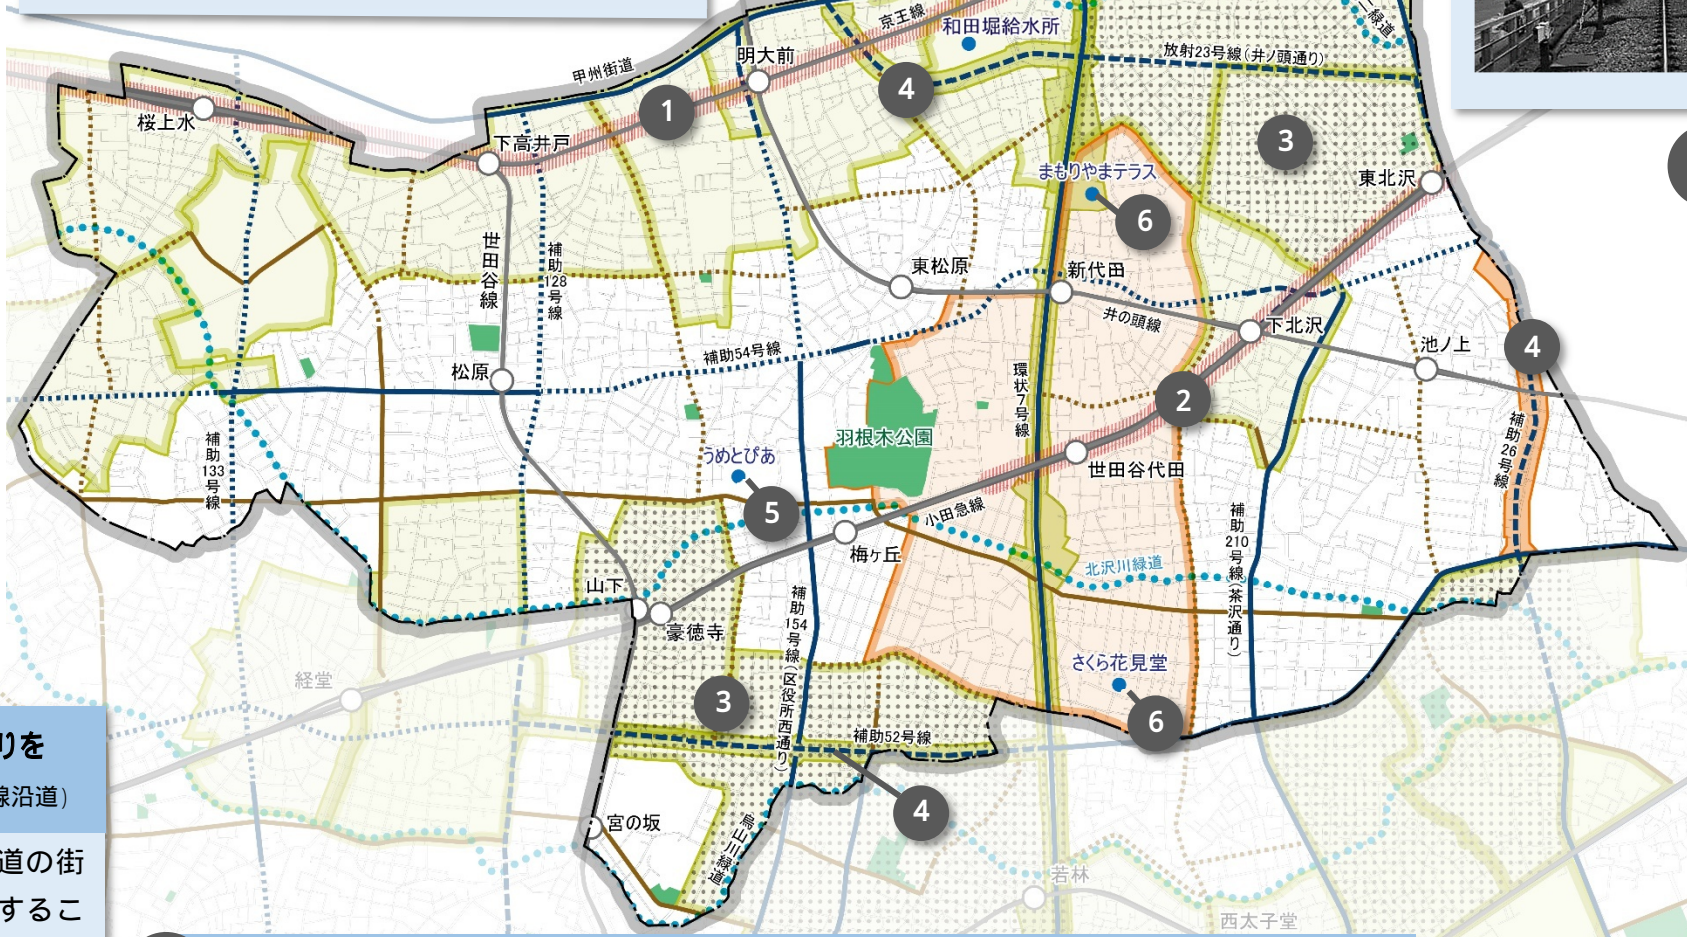 京王線
和田堀給水所
二緑道
放射23号線(井ノ頭通り)
明大前
甲州街道
4
1
桜上水
下高井戸
3
まもりやまテラス
東北沢
6
世田谷線
補助128号線
東松原
新代田
井の頭線
下北沢
池ノ上
4
補助54号線
松原
環状7号線
2
羽根木公園
補助26号線
補助133号線
うめとぴあ
世田谷代田
5
小田急線
補助210号線(茶沢通り)
梅ヶ丘
北沢川緑道
山下
豪徳寺
補助154号線(区役所西通り)
さくら花見堂
経堂
3
6
補助52号線
りを
線沿道)
4
宮の坂
烏山川緑道
道の街
するこ
若林
西太子堂